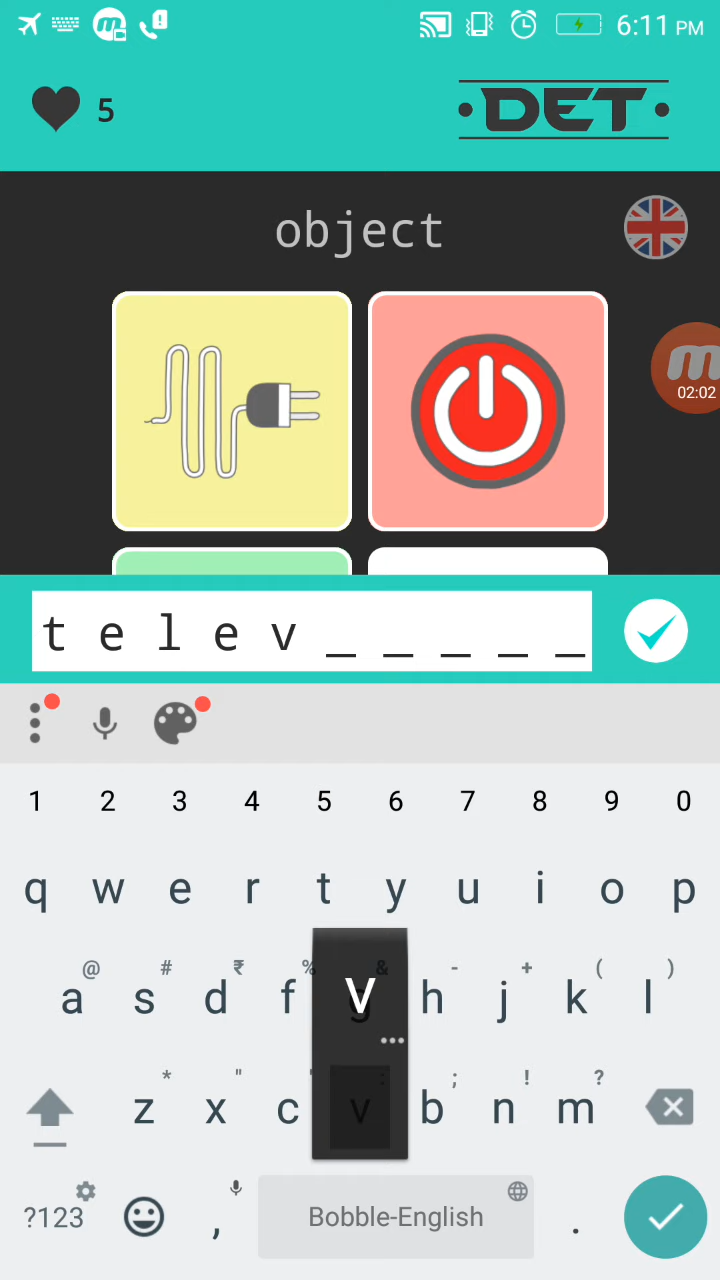 6:11 PM
5
DET
object
02:02
t e l e v _ _ _ _ _
1 2 3 4 5 6 7 8 9 0
q w e r t y u i o p
@ # ₹ % & - + ( )
a s d f g h j k l
V
* " ' : ; ! ?
z x c v b n m
?123 , Bobble-English .